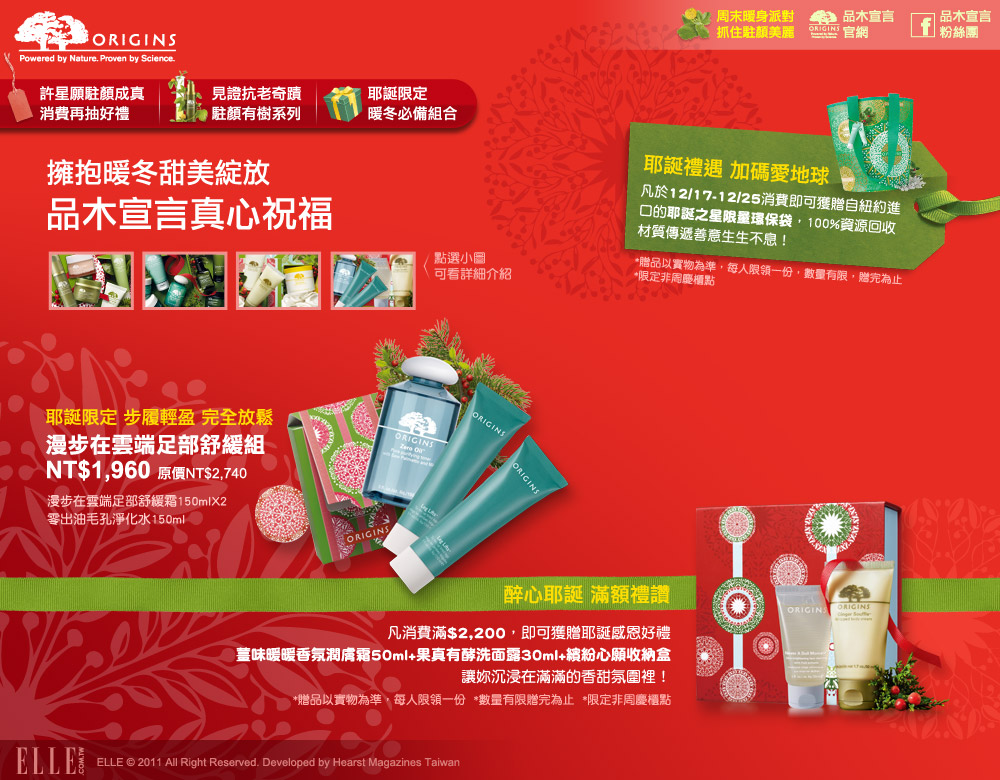 ORIGINS
Powered by Nature. Proven by Science.
周末暖身派對
抓住駐顏美麗
ORIGINS
品木宣言
官網
品木宣言
粉絲團
許星願駐顏成真
消費再抽好禮
見證抗老奇蹟
駐顏有樹系列
耶誕限定
暖冬必備組合
擁抱暖冬甜美綻放
品木宣言真心祝福
點選小圖
可看詳細介紹
耶誕禮遇 加碼愛地球
凡於12/17-12/25消費即可獲贈自紐約進
口的耶誕之星限量環保袋，100%資源回收
材質傳遞善意生生不息！
*贈品以實物為準，每人限領一份，數量有限，贈完為止
*限定非周慶櫃點
耶誕限定 步履輕盈 完全放鬆
漫步在雲端足部舒緩組
NT$1,960 原價NT$2,740
漫步在雲端足部舒緩霜150mlX2
零出油毛孔淨化水150ml
ORIGINS
ORIGINS
Zero Oil
ORIGINS
ORIGINS
醉心耶誕 滿額禮讚
凡消費滿$2,200，即可獲贈耶誕感恩好禮
薑味暖暖香氛潤膚霜50ml+果真有酵洗面露30ml+繽紛心願收納盒
讓妳沉浸在滿滿的香甜氛圍裡！
*贈品以實物為準，每人限領一份 *數量有限贈完為止 *限定非周慶櫃點
ORIGINS
ORIGINS
Ginger Souffle
ELLE.COM.TW
ELLE © 2011 All Right Reserved. Developed by Hearst Magazines Taiwan